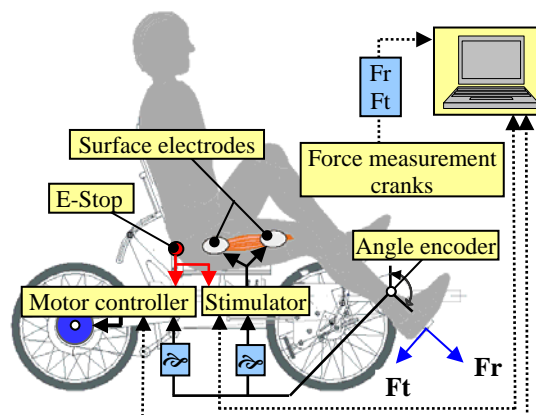 Fr
Ft
Surface electrodes
Force measurement
cranks
E-Stop
Angle encoder
Motor controller
Stimulator
Ft
Fr